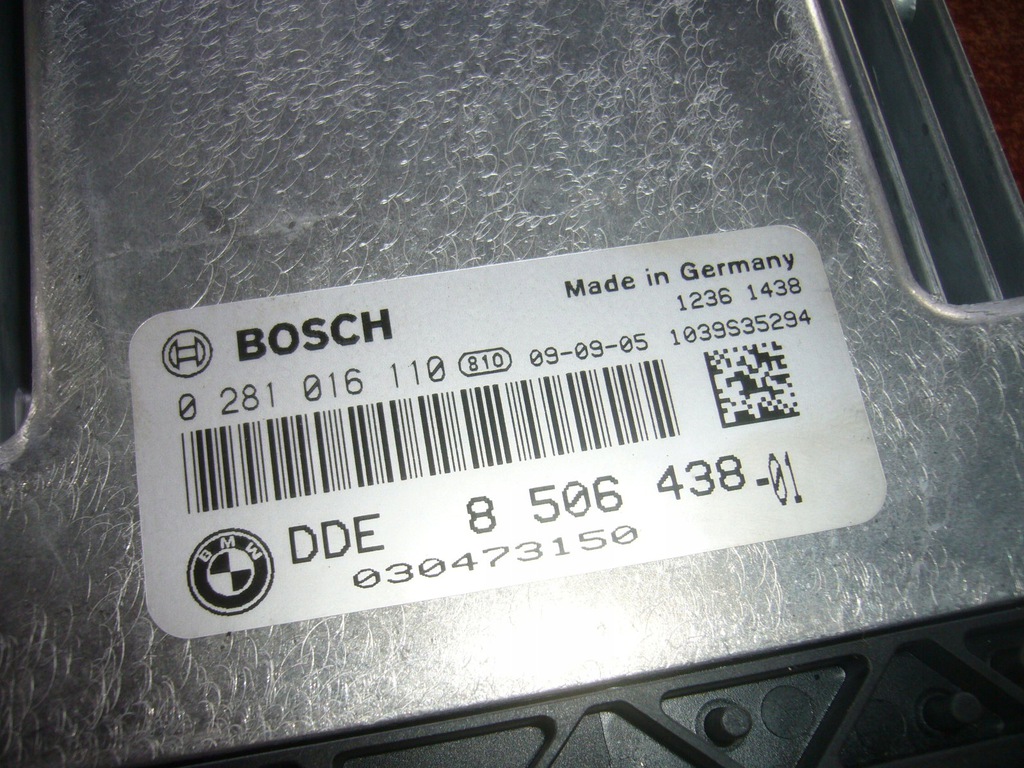 Made in Germany
BOSCH 1236 1438
0 281 016 110 810 09-09-05 1039S35294
BMW DDE 8 506 438-01
030473150